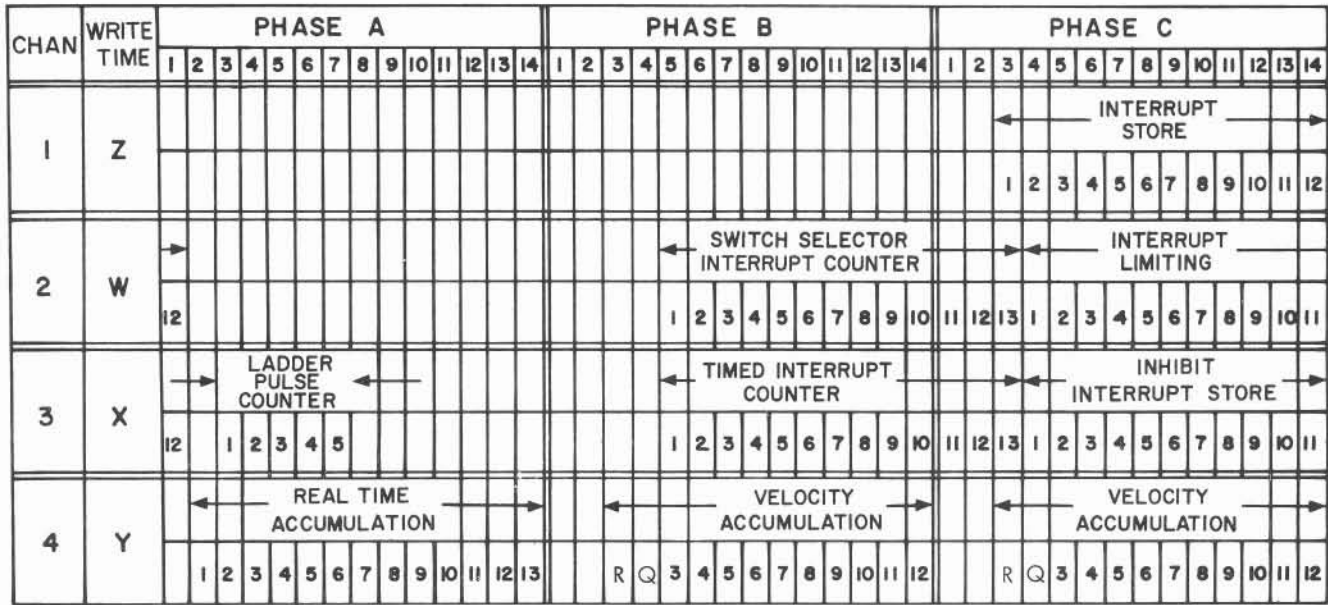 CHAN WRITE TIME PHASE A PHASE B PHASE C
1 2 3 4 5 6 7 8 9 10 11 12 13 14 1 2 3 4 5 6 7 8 9 10 11 12 13 14 1 2 3 4 5 6 7 8 9 10 11 12 13 14
1 Z INTERRUPT STORE
1 2 3 4 5 6 7 8 9 10 11 12
2 W SWITCH SELECTOR INTERRUPT COUNTER INTERRUPT LIMITING
12 1 2 3 4 5 6 7 8 9 10 11 12 13 1 2 3 4 5 6 7 8 9 10 11
3 X LADDER PULSE COUNTER TIMED INTERRUPT COUNTER INHIBIT INTERRUPT STORE
12 1 2 3 4 5 1 2 3 4 5 6 7 8 9 10 11 12 13 1 2 3 4 5 6 7 8 9 10 11
4 Y REAL TIME ACCUMULATION VELOCITY ACCUMULATION VELOCITY ACCUMULATION
1 2 3 4 5 6 7 8 9 10 11 12 13 R Q 3 4 5 6 7 8 9 10 11 12 R Q 3 4 5 6 7 8 9 10 11 12